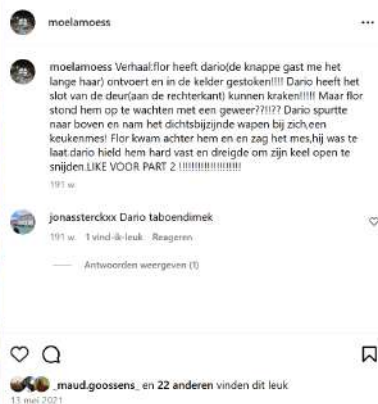 moelamoess
moelamoess Verhaal:flor heeft dario(de knappe gast me het
lange haar) ontvoert en in de kelder gestoken!!!! Dario heeft het
slot van de deur(aan de rechterkant) kunnen kraken!!!!! Maar flor
stond hem op te wachten met een geweer??!!?? Dario spurtte
naar boven en nam het dichtsbijzijnde wapen bij zich,een
keukenmes! Flor kwam achter hem en en zag het mes,hij was te
laat.dario hield hem hard vast en dreigde om zijn keel open te
snijden.LIKE VOOR PART 2 !!!!!!!!!!!!!!!!!!!!
191 w
jonassterckxx Dario taboendimek
191 w. 1 vind-ik-leuk Reageren
Antwoorden weergeven (1)
_maud.goossens_ en 22 anderen vinden dit leuk
13 mei 2021